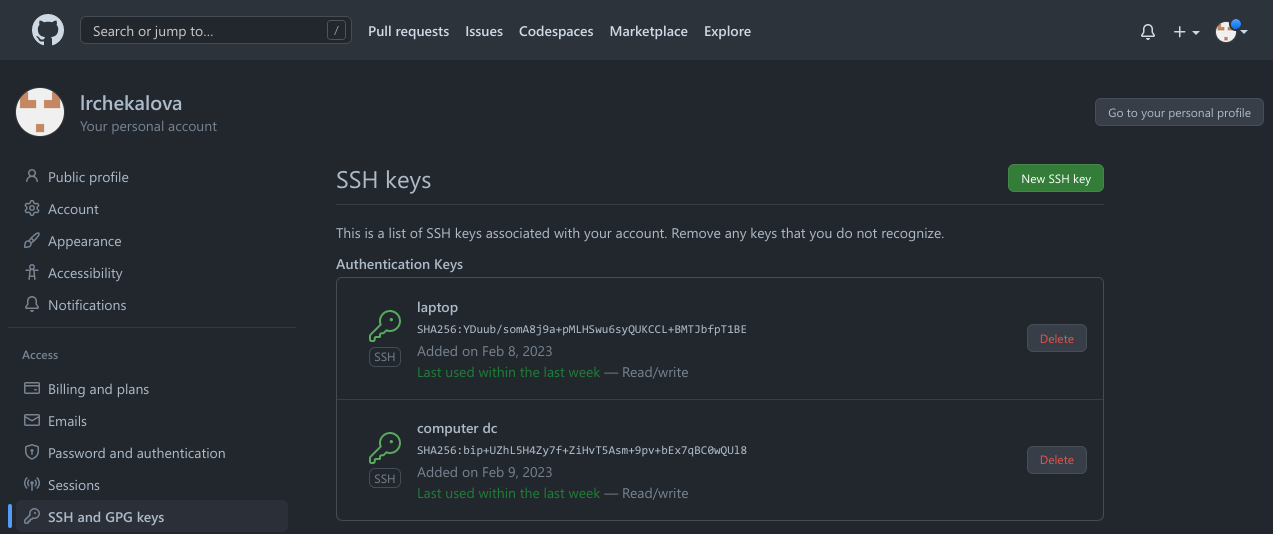 Search or jump to... /
Pull requests Issues Codespaces Marketplace Explore
lrchekalova
Your personal account
Go to your personal profile
Public profile
Account
Appearance
Accessibility
Notifications
Access
Billing and plans
Emails
Password and authentication
Sessions
SSH and GPG keys
SSH keys
New SSH key
This is a list of SSH keys associated with your account. Remove any keys that you do not recognize.
Authentication Keys
SSH
laptop
SHA256:YDuub/somA8j9a+pMLHSwu6syQUKCCL+BMTJbfpT1BE
Added on Feb 8, 2023
Last used within the last week — Read/write
Delete
SSH
computer dc
SHA256:bip+UZhL5H4Zy7f+ZiHvT5Asm+9pv+bEx7qBC0wQUl8
Added on Feb 9, 2023
Last used within the last week — Read/write
Delete